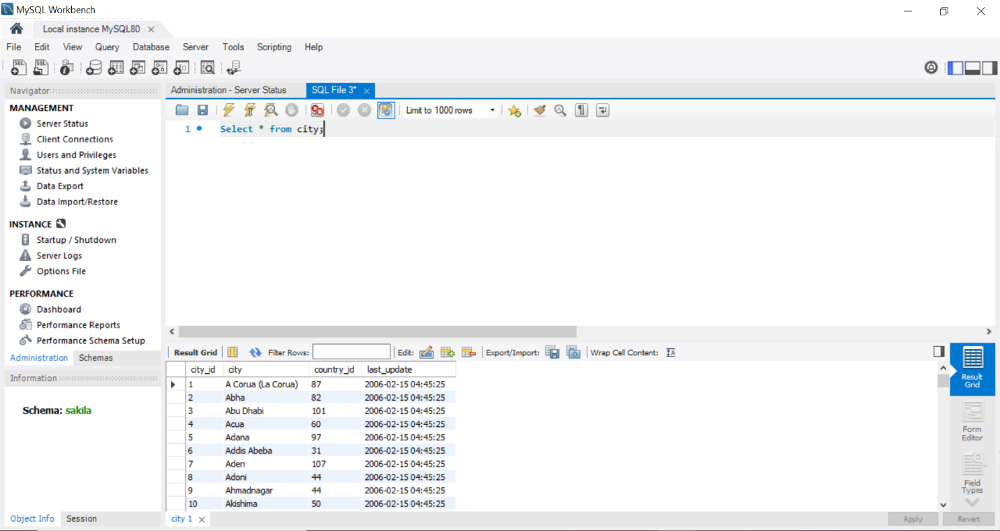 MySQL Workbench
Local instance MySQL80
File Edit View Query Database Server Tools Scripting Help
Navigator
MANAGEMENT
Server Status
Client Connections
Users and Privileges
Status and System Variables
Data Export
Data Import/Restore
INSTANCE
Startup / Shutdown
Server Logs
Options File
PERFORMANCE
Dashboard
Performance Reports
Performance Schema Setup
Administration Schemas
Information
Schema: sakila
Object Info Session
Administration - Server Status SQL File 3*
Limit to 1000 rows
1 Select * from city;
Result Grid Filter Rows: Edit: Export/Import: Wrap Cell Content:
city_id city country_id last_update
1 A Corua (La Corua) 87 2006-02-15 04:45:25
2 Abha 82 2006-02-15 04:45:25
3 Abu Dhabi 101 2006-02-15 04:45:25
4 Acua 60 2006-02-15 04:45:25
5 Adana 97 2006-02-15 04:45:25
6 Addis Abeba 31 2006-02-15 04:45:25
7 Aden 107 2006-02-15 04:45:25
8 Adoni 44 2006-02-15 04:45:25
9 Ahmadnagar 44 2006-02-15 04:45:25
10 Akishima 50 2006-02-15 04:45:25
Result
Grid
Form
Editor
Field
Types
city 1
Apply Revert